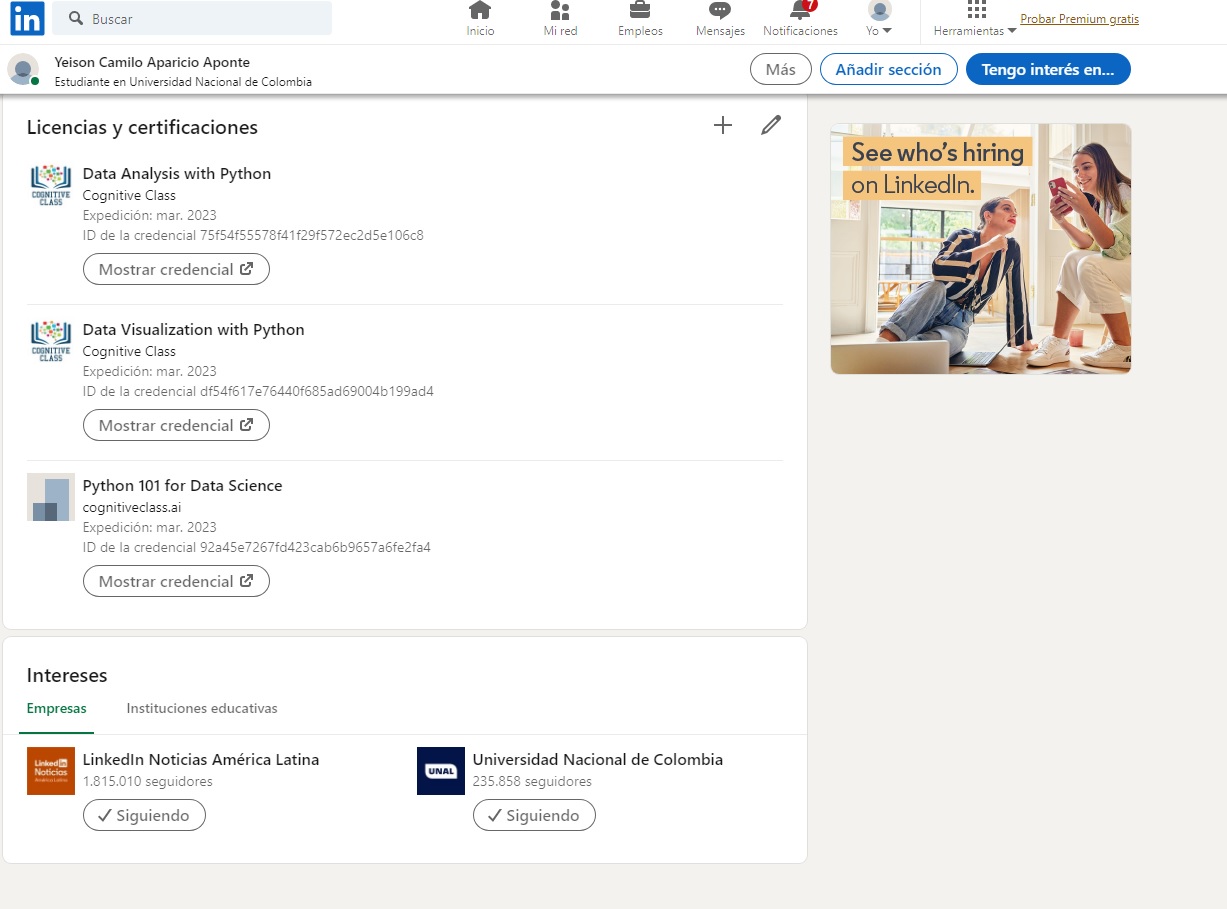 in
Buscar
Inicio
Mi red
Empleos
Mensajes
7
Notificaciones
Yo
Herramientas
Probar Premium gratis
Yeison Camilo Aparicio Aponte
Estudiante en Universidad Nacional de Colombia
Más
Añadir sección
Tengo interés en...
Licencias y certificaciones
COGNITIVE CLASS
Data Analysis with Python
Cognitive Class
Expedición: mar. 2023
ID de la credencial 75f54f55578f41f29f572ec2d5e106c8
Mostrar credencial
COGNITIVE CLASS
Data Visualization with Python
Cognitive Class
Expedición: mar. 2023
ID de la credencial df54f617e76440f685ad69004b199ad4
Mostrar credencial
Python 101 for Data Science
cognitiveclass.ai
Expedición: mar. 2023
ID de la credencial 92a45e7267fd423cab6b9657a6fe2fa4
Mostrar credencial
See who's hiring
on LinkedIn.
Intereses
Empresas
Instituciones educativas
Linked in
Noticias
América Latina
LinkedIn Noticias América Latina
1.815.010 seguidores
Siguiendo
UNAL
Universidad Nacional de Colombia
235.858 seguidores
Siguiendo